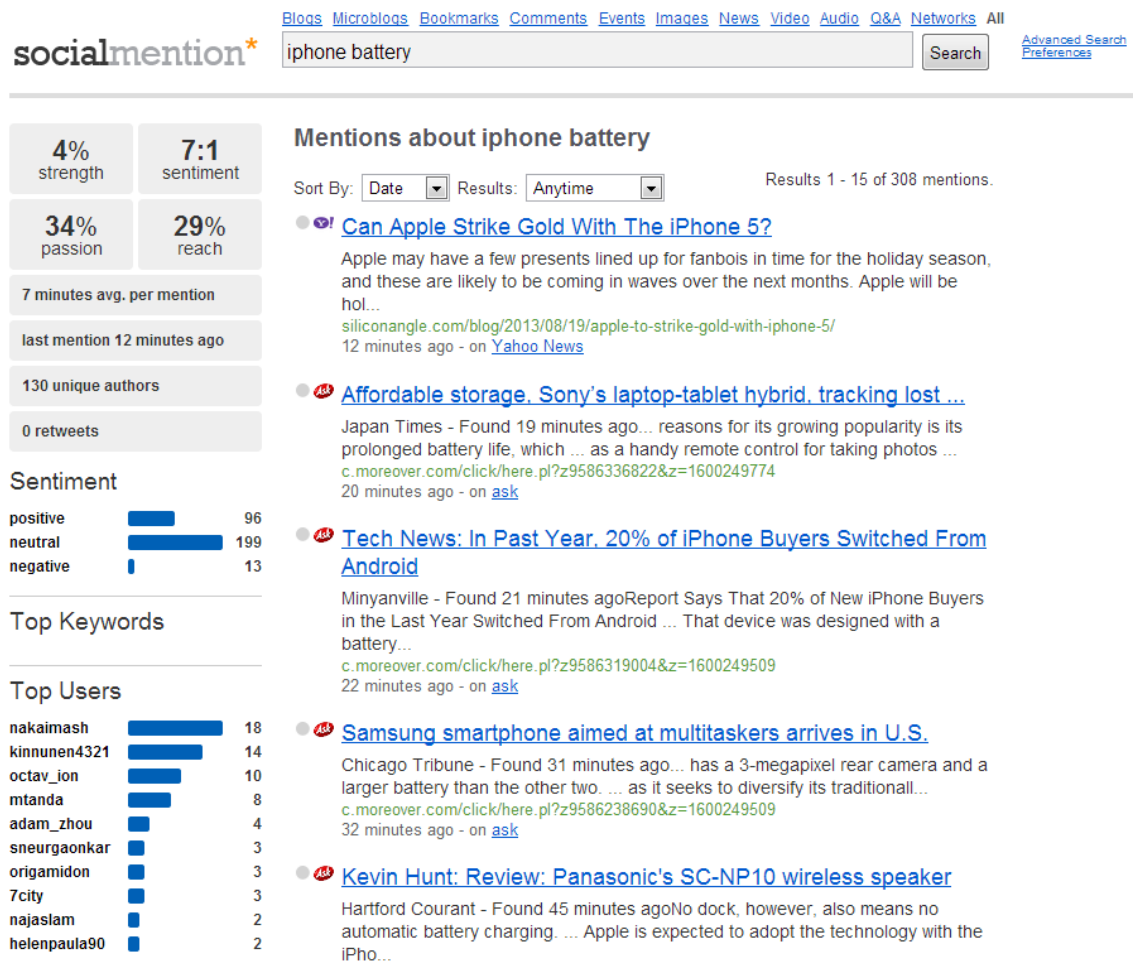 Blogs Microblogs Bookmarks Comments Events Images News Video Audio Q&A Networks All
socialmention*
iphone battery
Search
Advanced Search
Preferences
4%
strength
7:1
sentiment
34%
passion
29%
reach
7 minutes avg. per mention
last mention 12 minutes ago
130 unique authors
0 retweets
Sentiment
positive 96
neutral 199
negative 13
Top Keywords
Top Users
nakaimash 18
kinnunen4321 14
octav_ion 10
mtanda 8
adam_zhou 4
sneurgaonkar 3
origamidon 3
7city 3
najaslam 2
helenpaula90 2
Mentions about iphone battery
Sort By: Date Results: Anytime
Results 1 - 15 of 308 mentions.
Y! Can Apple Strike Gold With The iPhone 5?
Apple may have a few presents lined up for fanbois in time for the holiday season,
and these are likely to be coming in waves over the next months. Apple will be
hol...
siliconangle.com/blog/2013/08/19/apple-to-strike-gold-with-iphone-5/
12 minutes ago - on Yahoo News
Ask Affordable storage, Sony's laptop-tablet hybrid, tracking lost ...
Japan Times - Found 19 minutes ago... reasons for its growing popularity is its
prolonged battery life, which ... as a handy remote control for taking photos ...
c.moreover.com/click/here.pl?z9586336822&z=1600249774
20 minutes ago - on ask
Ask Tech News: In Past Year, 20% of iPhone Buyers Switched From
Android
Minyanville - Found 21 minutes agoReport Says That 20% of New iPhone Buyers
in the Last Year Switched From Android ... That device was designed with a
battery...
c.moreover.com/click/here.pl?z9586319004&z=1600249509
22 minutes ago - on ask
Ask Samsung smartphone aimed at multitaskers arrives in U.S.
Chicago Tribune - Found 31 minutes ago... has a 3-megapixel rear camera and a
larger battery than the other two. ... as it seeks to diversify its traditionall...
c.moreover.com/click/here.pl?z9586238690&z=1600249509
32 minutes ago - on ask
Ask Kevin Hunt: Review: Panasonic's SC-NP10 wireless speaker
Hartford Courant - Found 45 minutes agoNo dock, however, also means no
automatic battery charging. ... Apple is expected to adopt the technology with the
iPho...